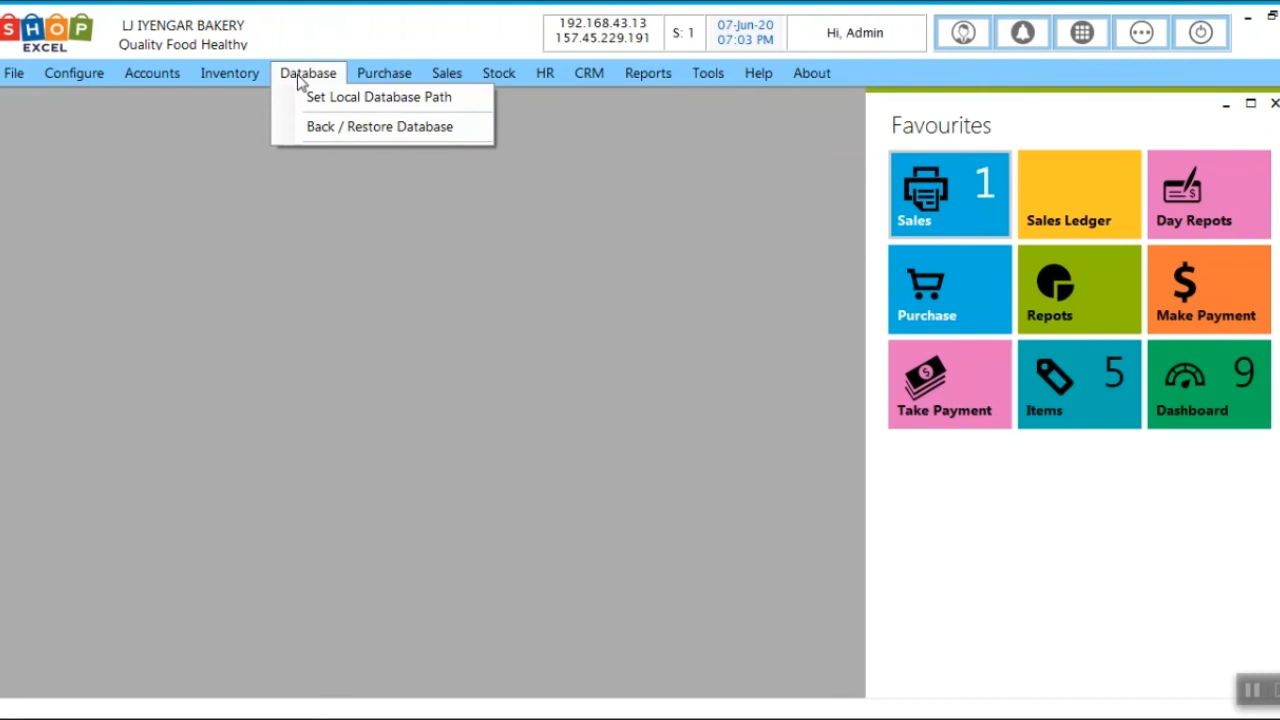 SHOP
EXCEL
LJ IYENGAR BAKERY
Quality Food Healthy
192.168.43.13
157.45.229.191
S: 1
07-Jun-20
07:03 PM
Hi, Admin
File Configure Accounts Inventory Database Purchase Sales Stock HR CRM Reports Tools Help About
Set Local Database Path
Back / Restore Database
Favourites
1
Sales
Sales Ledger
Day Repots
Purchase
Repots
Make Payment
Take Payment
5
Items
9
Dashboard